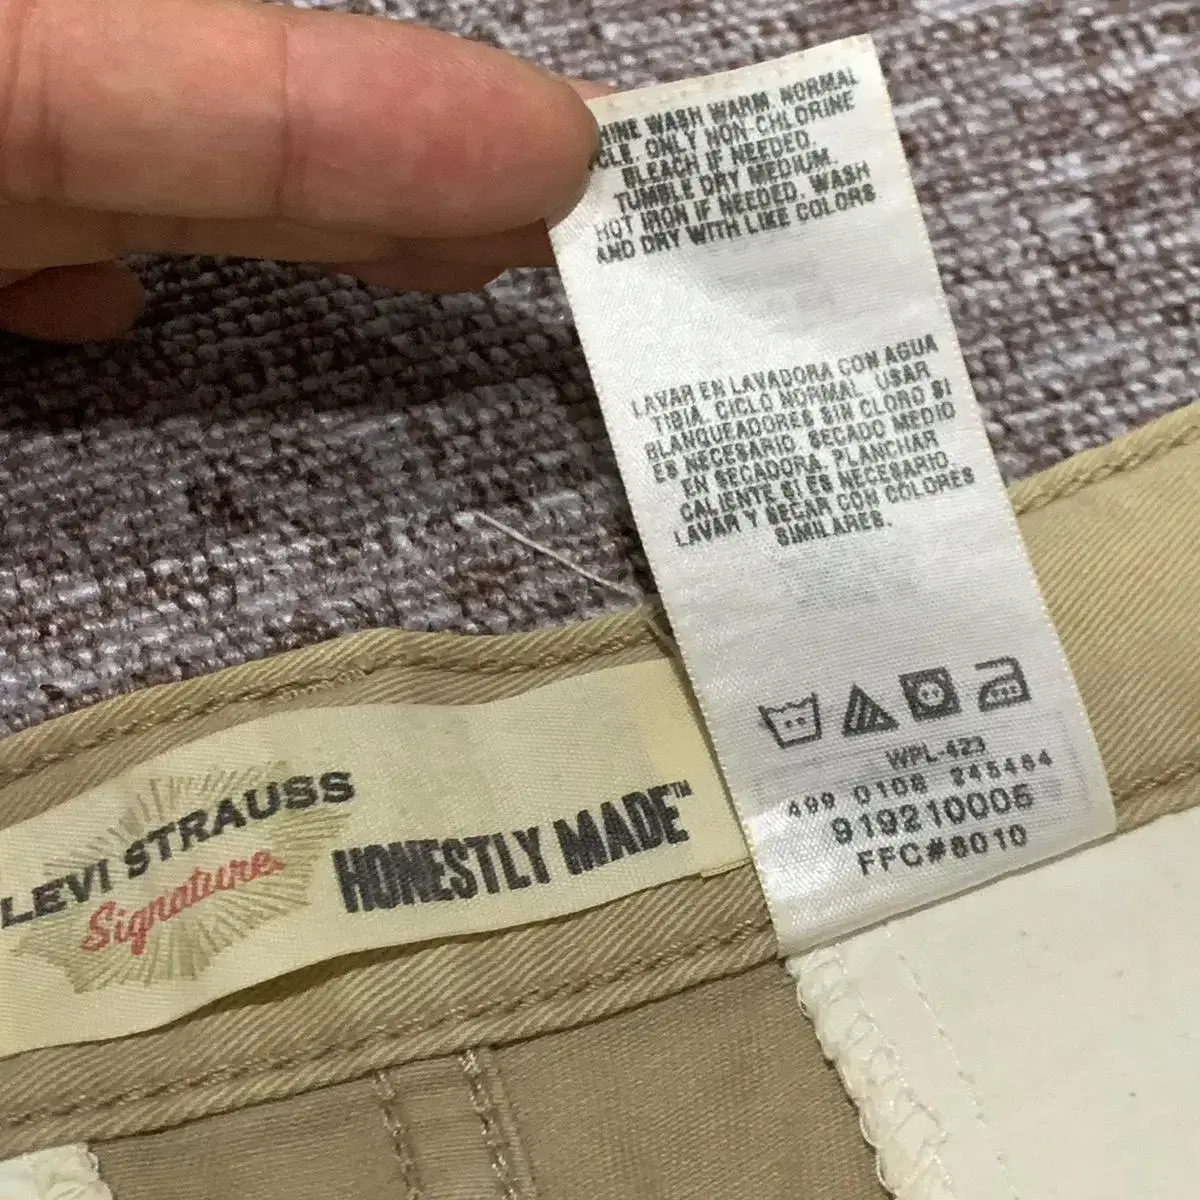 HINE WASH WARM. NORMAL
CLE. ONLY NON-CHLORINE
BLEACH IF NEEDED.
TUMBLE DRY MEDIUM.
HOT IRON IF NEEDED. WASH
AND DRY WITH LIKE COLORS
LAVAR EN LAVADORA CON AGUA
TIBIA. CICLO NORMAL. USAR
BLANQUEADORES SIN CLORO SI
ES NECESARIO. SECADO MEDIO
EN SECADORA. PLANCHAR
CALIENTE SI ES NECESARIO.
LAVAR Y SECAR CON COLORES
SIMILARES.
WPL-423
499 0108 245464
919210005
FFC#8010
LEVI STRAUSS
Signature.
HONESTLY MADE™